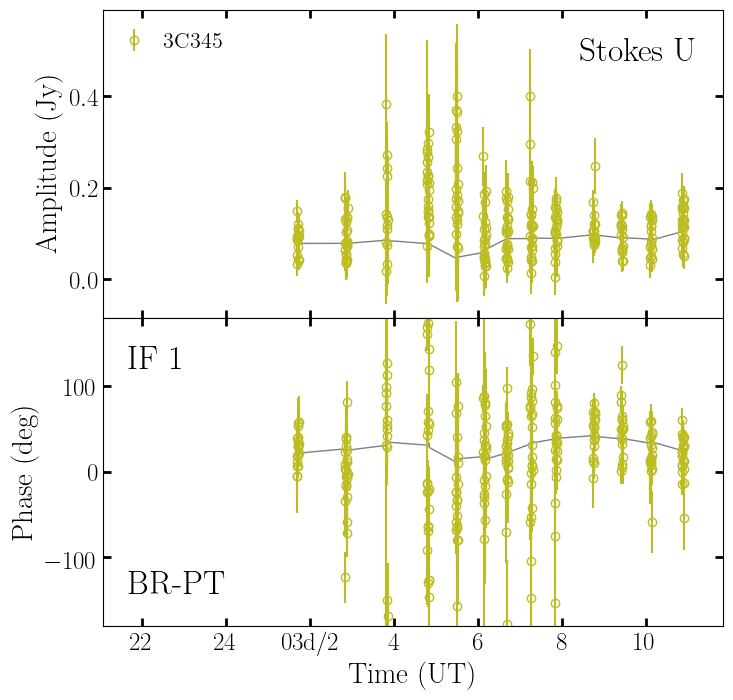 3C345
Stokes U
Amplitude (Jy)
0.4
0.2
0.0
IF 1
Phase (deg)
100
0
−100
BR-PT
22 24 03d/2 4 6 8 10
Time (UT)